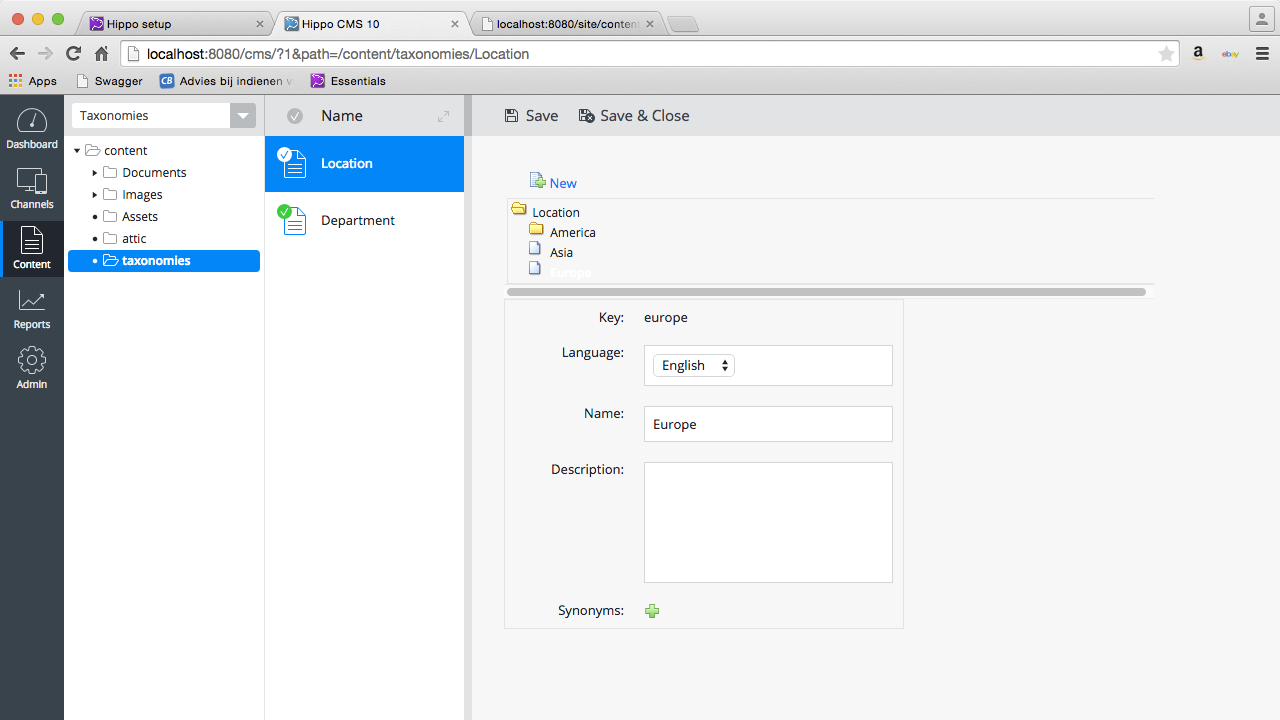 Hippo setup
Hippo CMS 10
localhost:8080/site/conten
localhost:8080/cms/?1&path=/content/taxonomies/Location
Apps
Swagger
Advies bij indienen v
Essentials
Dashboard
Channels
Content
Reports
Admin
Taxonomies
content
Documents
Images
Assets
attic
taxonomies
Name
Location
Department
Save
Save & Close
New
Location
America
Asia
Europe
Key: europe
Language: English
Name: Europe
Description:
Synonyms: